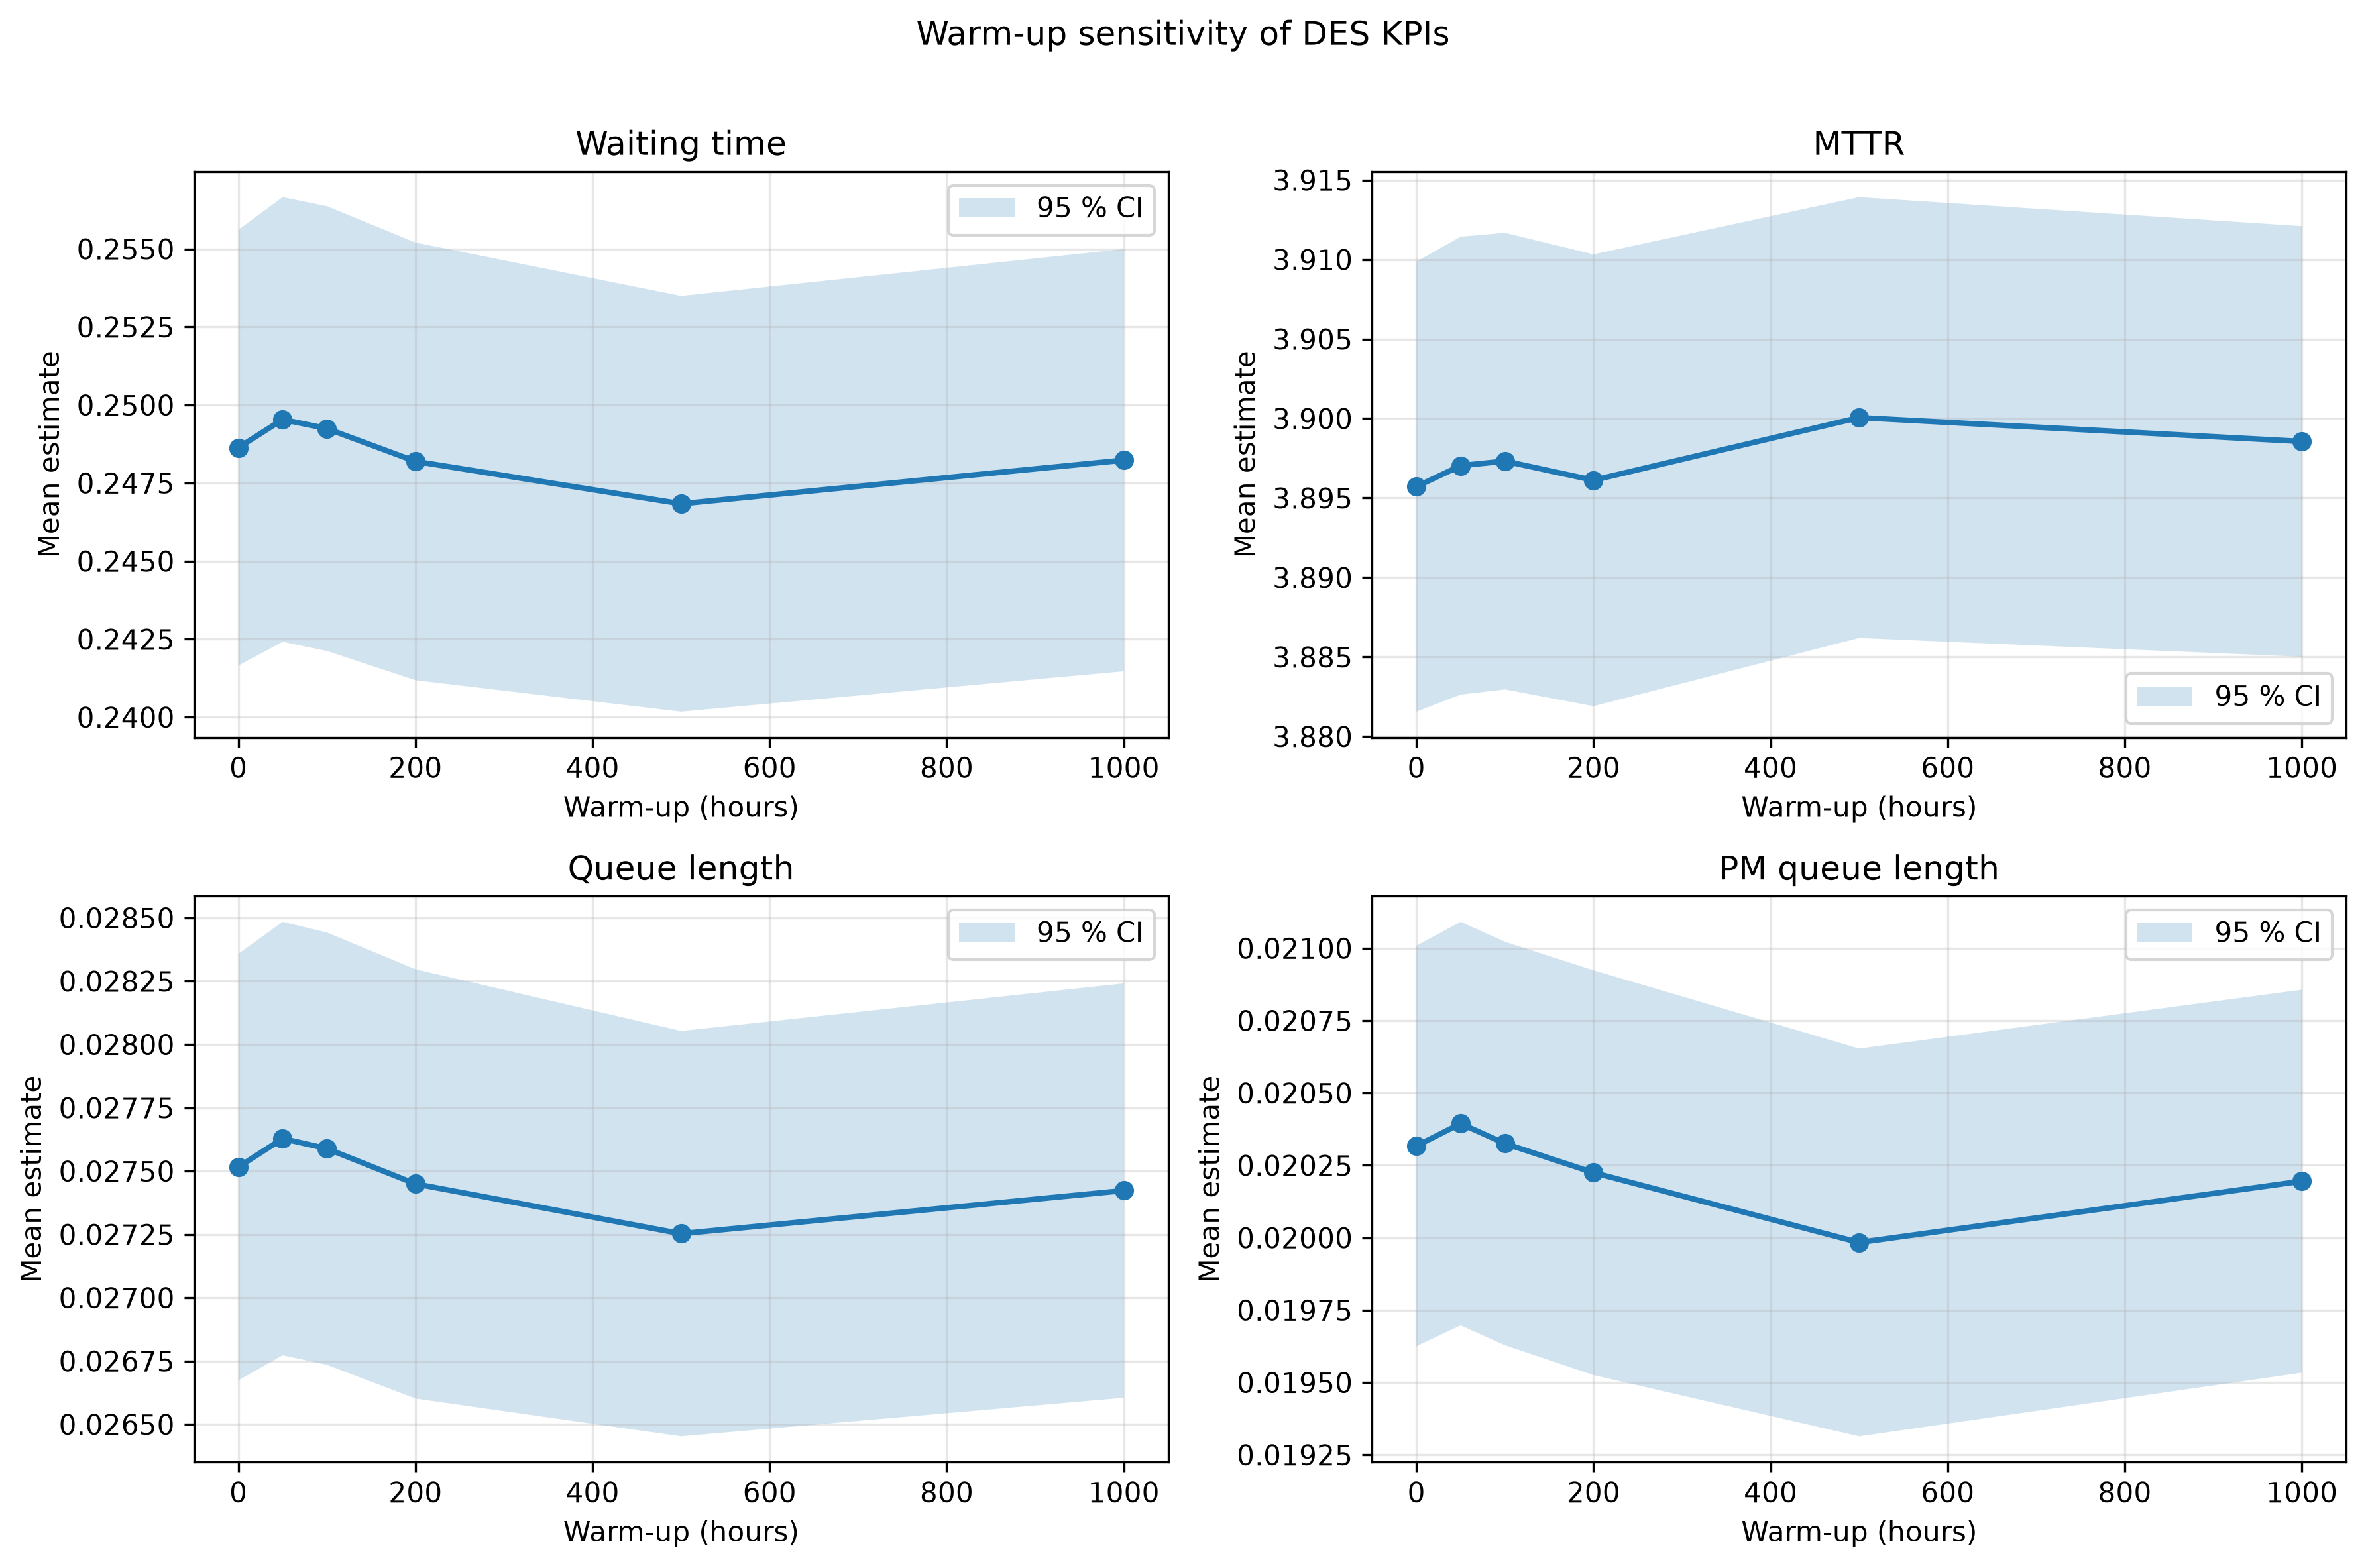 Warm-up sensitivity of DES KPIs
Waiting time
95 % CI
Mean estimate
0.2550
0.2525
0.2500
0.2475
0.2450
0.2425
0.2400
0 200 400 600 800 1000
Warm-up (hours)
MTTR
95 % CI
Mean estimate
3.915
3.910
3.905
3.900
3.895
3.890
3.885
3.880
0 200 400 600 800 1000
Warm-up (hours)
Queue length
95 % CI
Mean estimate
0.02850
0.02825
0.02800
0.02775
0.02750
0.02725
0.02700
0.02675
0.02650
0 200 400 600 800 1000
Warm-up (hours)
PM queue length
95 % CI
Mean estimate
0.02100
0.02075
0.02050
0.02025
0.02000
0.01975
0.01950
0.01925
0 200 400 600 800 1000
Warm-up (hours)